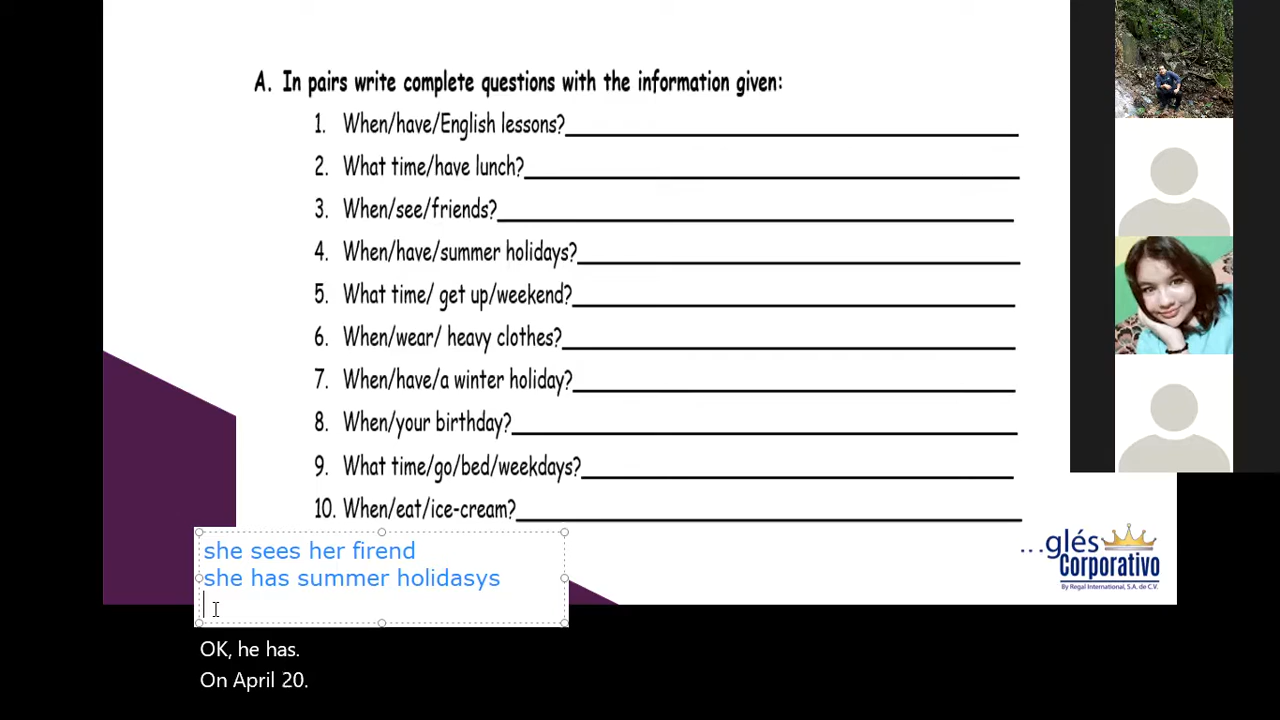 A. In pairs write complete questions with the information given:
1. When/have/English lessons?
2. What time/have lunch?
3. When/see/friends?
4. When/have/summer holidays?
5. What time/ get up/weekend?
6. When/wear/ heavy clothes?
7. When/have/a winter holiday?
8. When/your birthday?
9. What time/go/bed/weekdays?
10. When/eat/ice-cream?
she sees her firend
she has summer holidasys
...glés
Corporativo
By Regal International, S.A. de C.V.
OK, he has.
On April 20.